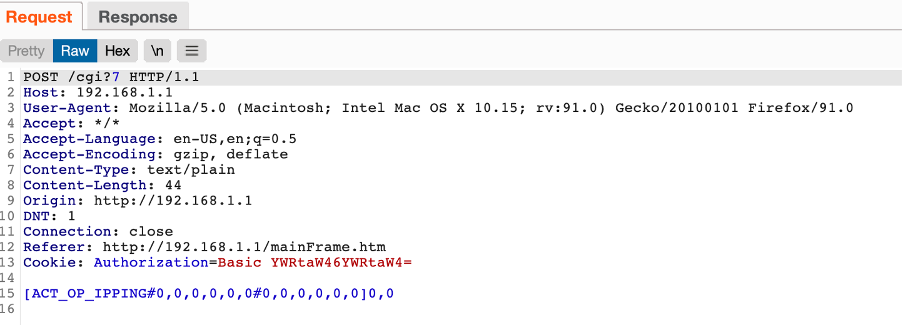 Request Response
Pretty Raw Hex \n
1 POST /cgi?7 HTTP/1.1
2 Host: 192.168.1.1
3 User-Agent: Mozilla/5.0 (Macintosh; Intel Mac OS X 10.15; rv:91.0) Gecko/20100101 Firefox/91.0
4 Accept: */*
5 Accept-Language: en-US,en;q=0.5
6 Accept-Encoding: gzip, deflate
7 Content-Type: text/plain
8 Content-Length: 44
9 Origin: http://192.168.1.1
10 DNT: 1
11 Connection: close
12 Referer: http://192.168.1.1/mainFrame.htm
13 Cookie: Authorization=Basic YWRtaW46YWRtaW4=
14
15 [ACT_OP_IPPING#0,0,0,0,0,0#0,0,0,0,0,0]0,0
16